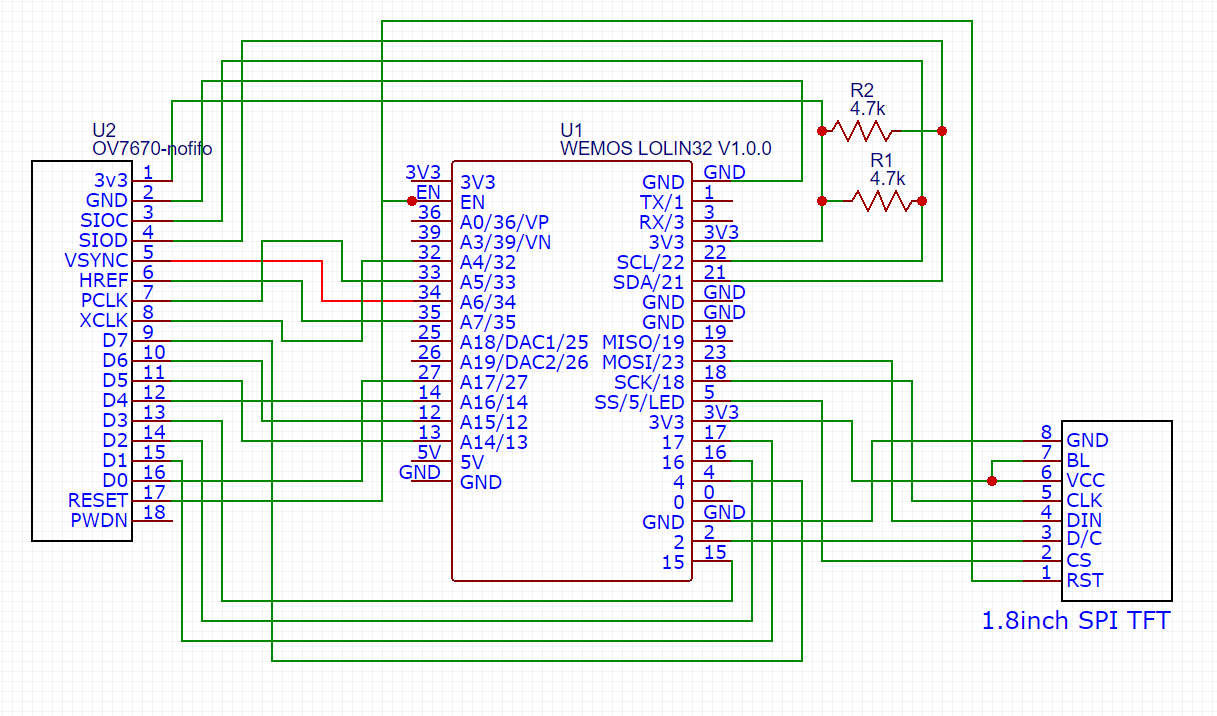 R2
4.7k
U2
OV7670-nofifo
U1
WEMOS LOLIN32 V1.0.0
R1
4.7k
3v3 1
GND 2
SIOC 3
SIOD 4
VSYNC 5
HREF 6
PCLK 7
XCLK 8
D7 9
D6 10
D5 11
D4 12
D3 13
D2 14
D1 15
D0 16
RESET 17
PWDN 18
3V3 3V3
EN EN
36 A0/36/VP
39 A3/39/VN
32 A4/32
33 A5/33
34 A6/34
35 A7/35
25 A18/DAC1/25
26 A19/DAC2/26
27 A17/27
14 A16/14
12 A15/12
13 A14/13
5V 5V
GND GND
GND GND
TX/1 1
RX/3 3
3V3 3V3
SCL/22 22
SDA/21 21
GND GND
GND GND
MISO/19 19
MOSI/23 23
SCK/18 18
SS/5/LED 5
3V3 3V3
17 17
16 16
4 4
0 0
GND GND
2 2
15 15
8 GND
7 BL
6 VCC
5 CLK
4 DIN
3 D/C
2 CS
1 RST
1.8inch SPI TFT